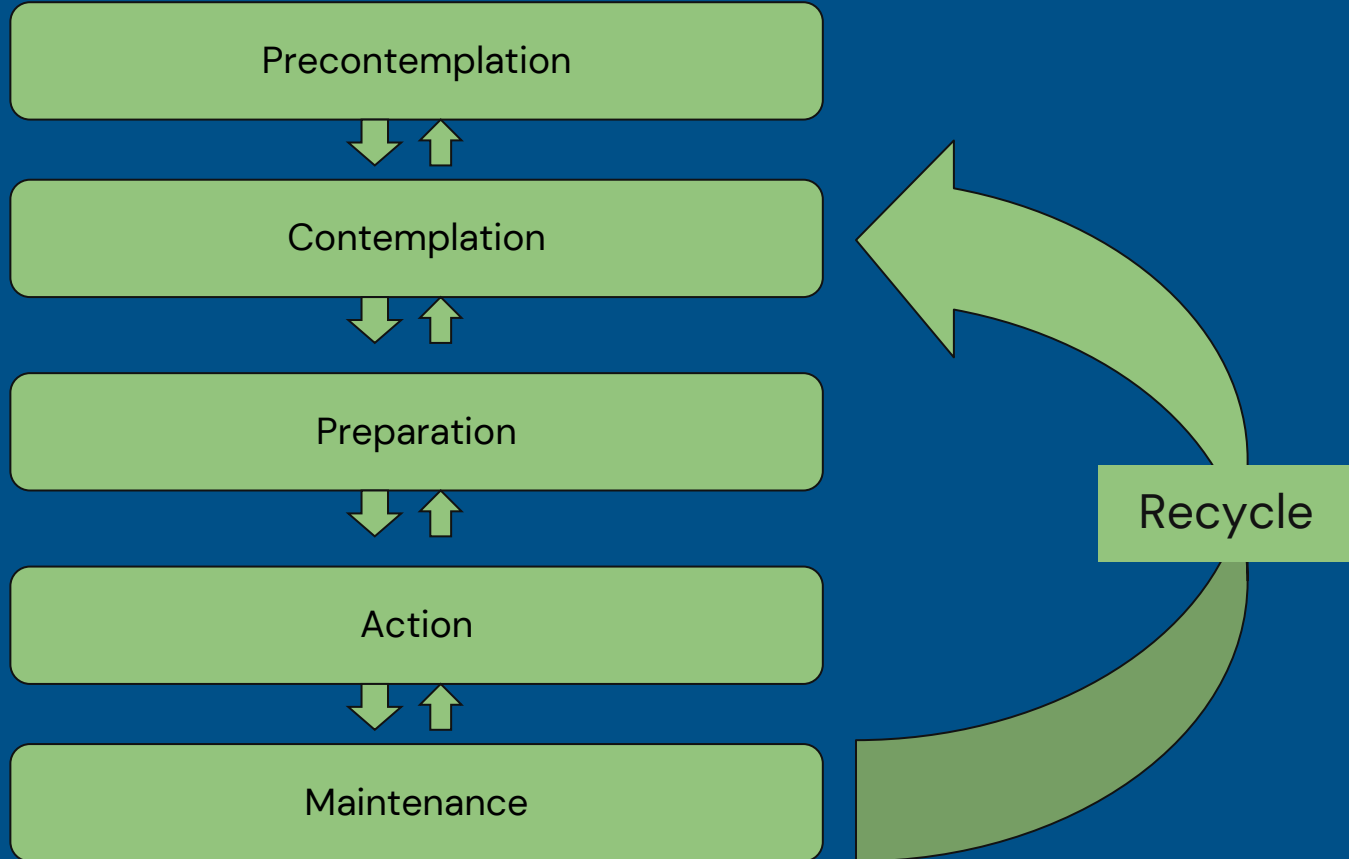 Precontemplation
Contemplation
Preparation
Recycle
Action
Maintenance